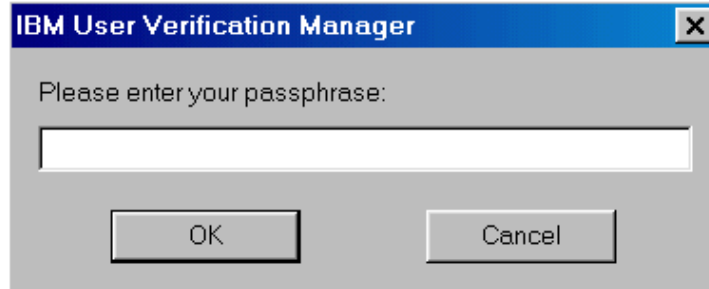 IBM User Verification Manager
Please enter your passphrase:
OK
Cancel